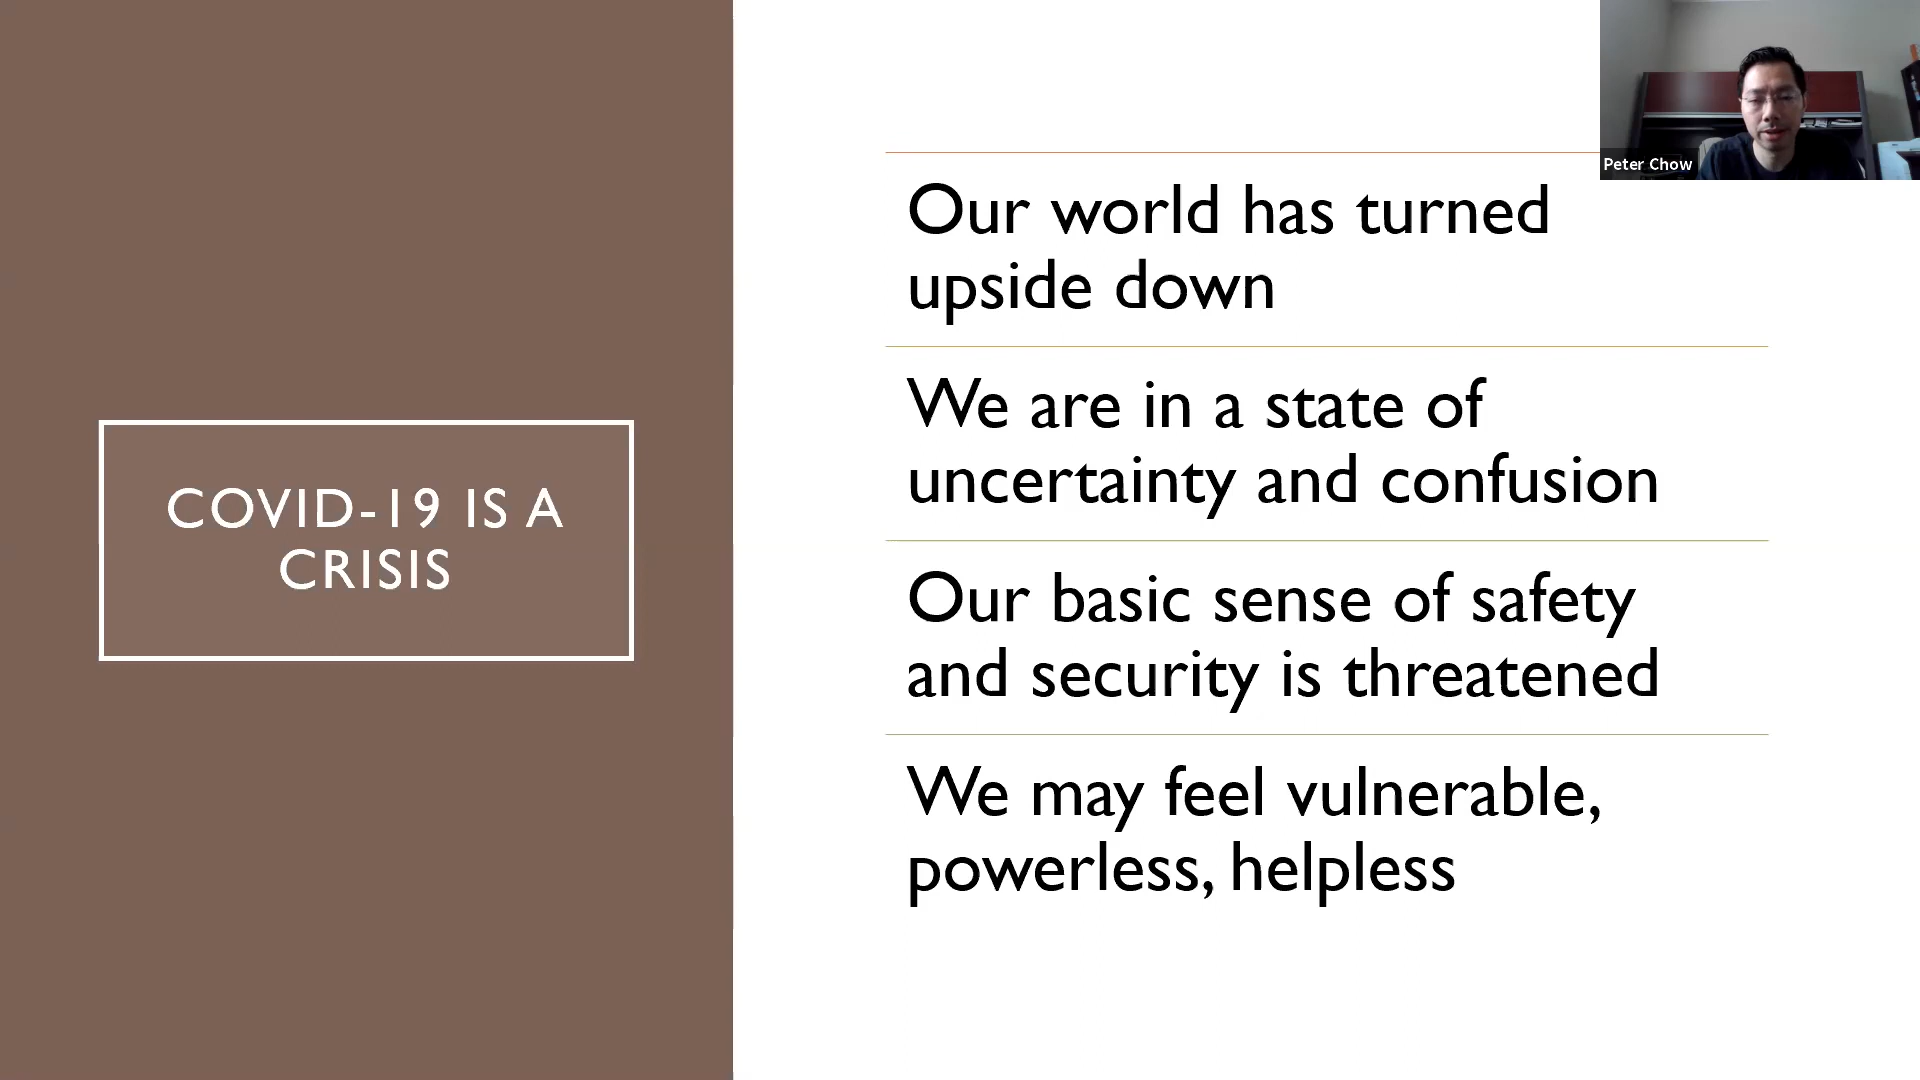 COVID-19 IS A
CRISIS
Our world has turned
upside down
We are in a state of
uncertainty and confusion
Our basic sense of safety
and security is threatened
We may feel vulnerable,
powerless, helpless
Peter Chow